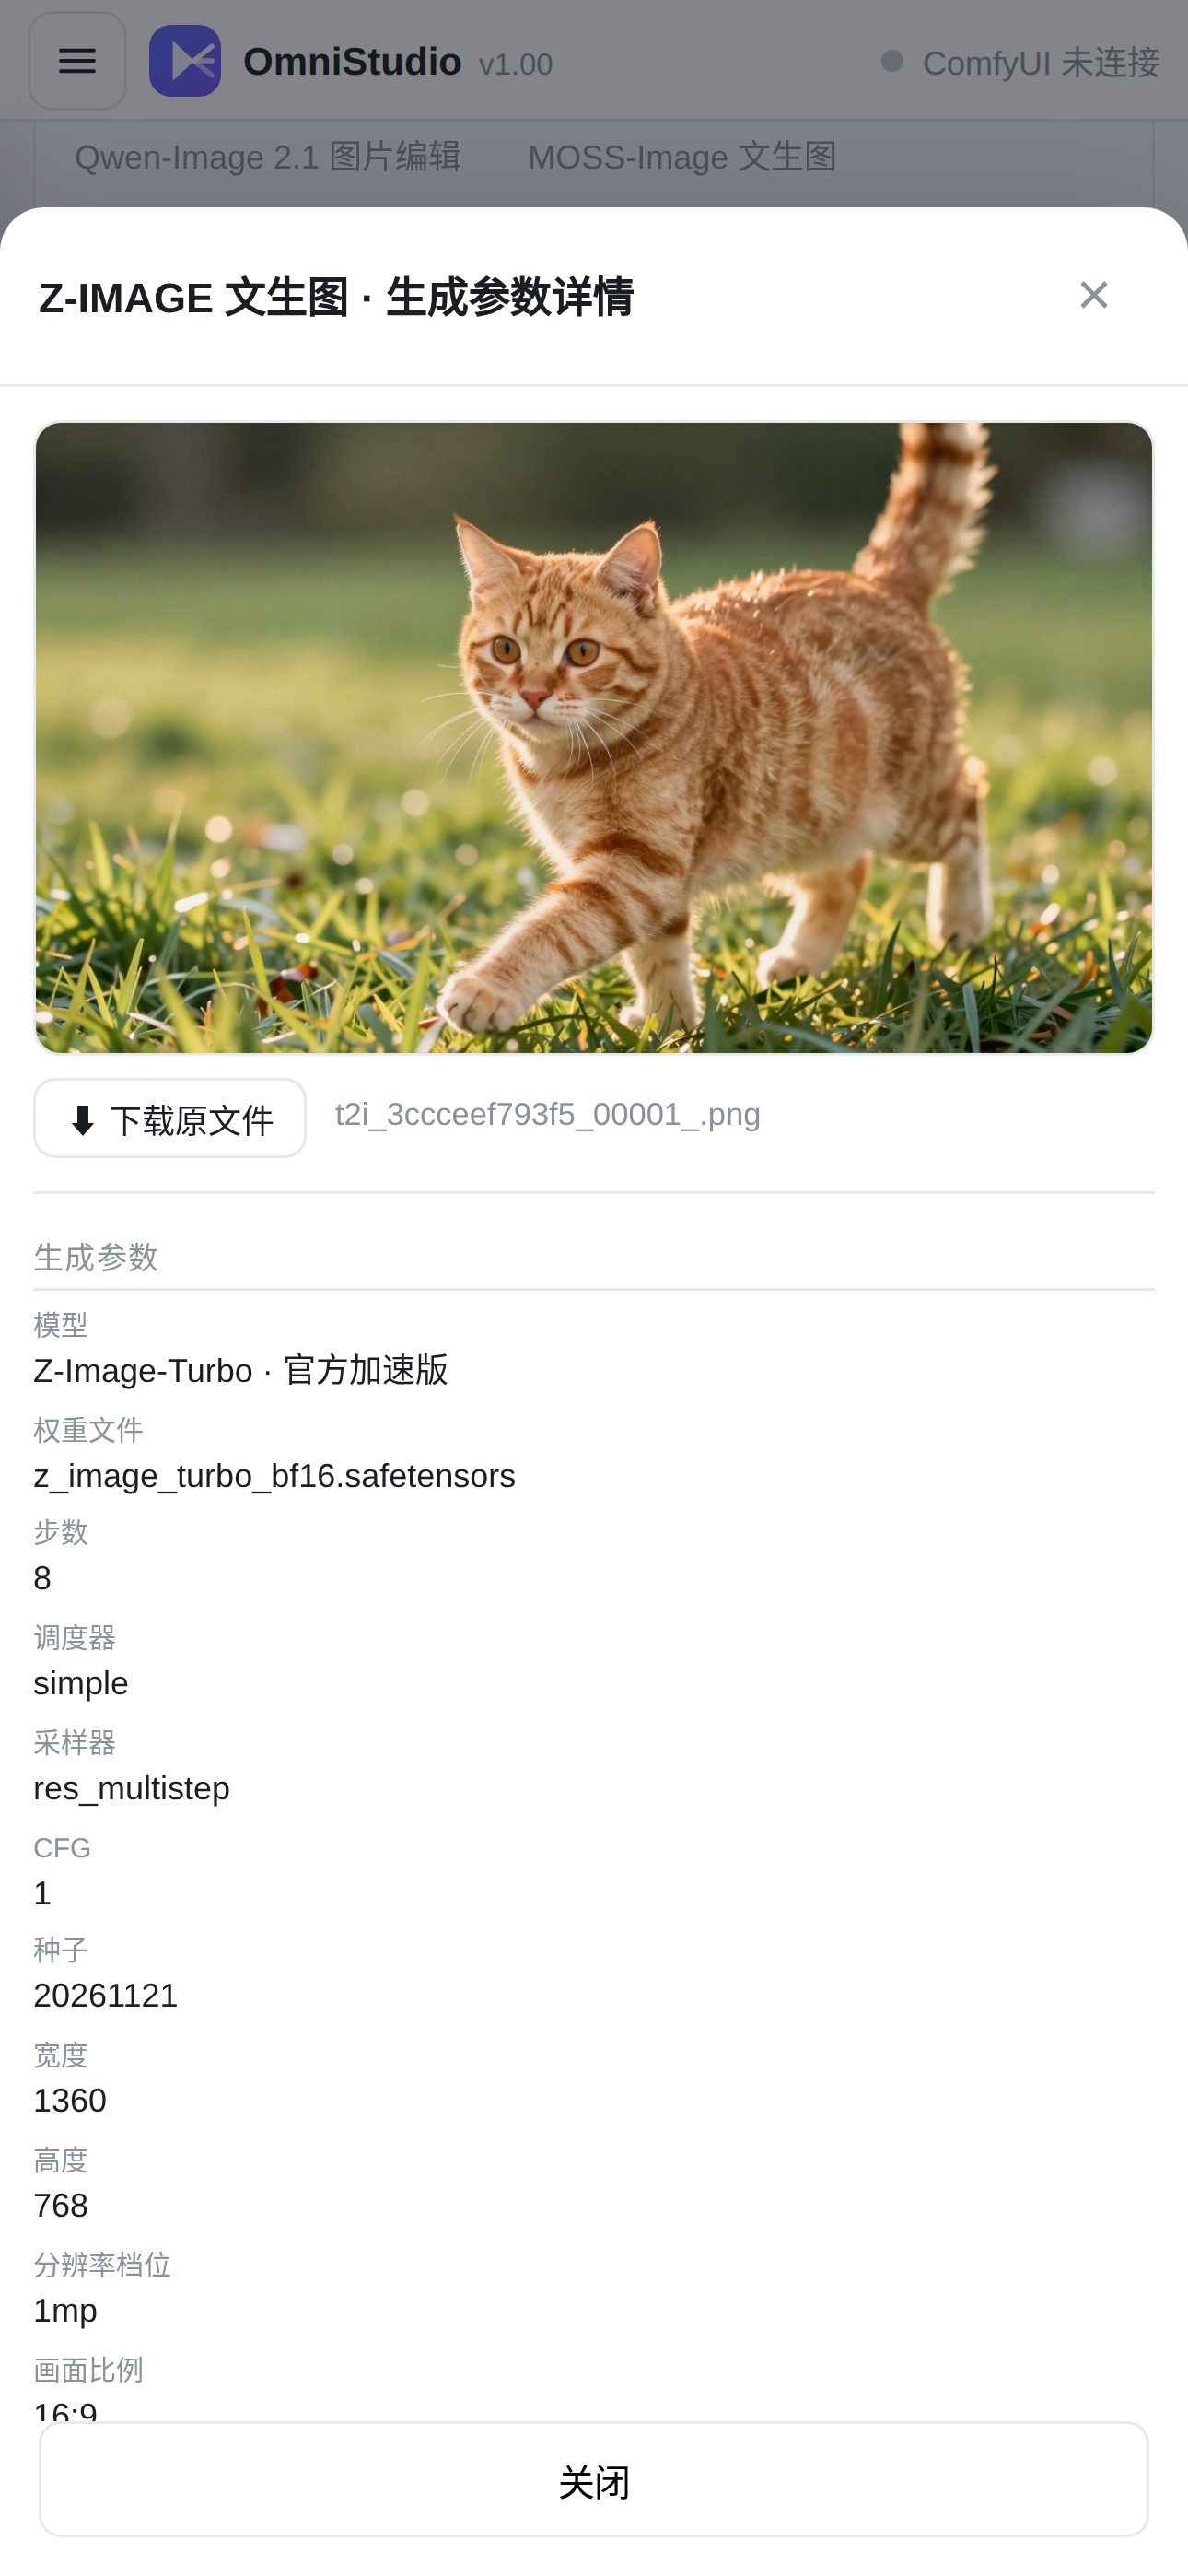 OmniStudio v1.00
ComfyUI 未连接
Qwen-Image 2.1 图片编辑
MOSS-Image 文生图
Z-IMAGE 文生图 · 生成参数详情
下载原文件
t2i_3ccceef793f5_00001_.png
生成参数
模型
Z-Image-Turbo · 官方加速版
权重文件
z_image_turbo_bf16.safetensors
步数
8
调度器
simple
采样器
res_multistep
CFG
1
种子
20261121
宽度
1360
高度
768
分辨率档位
1mp
画面比例
16:9
关闭